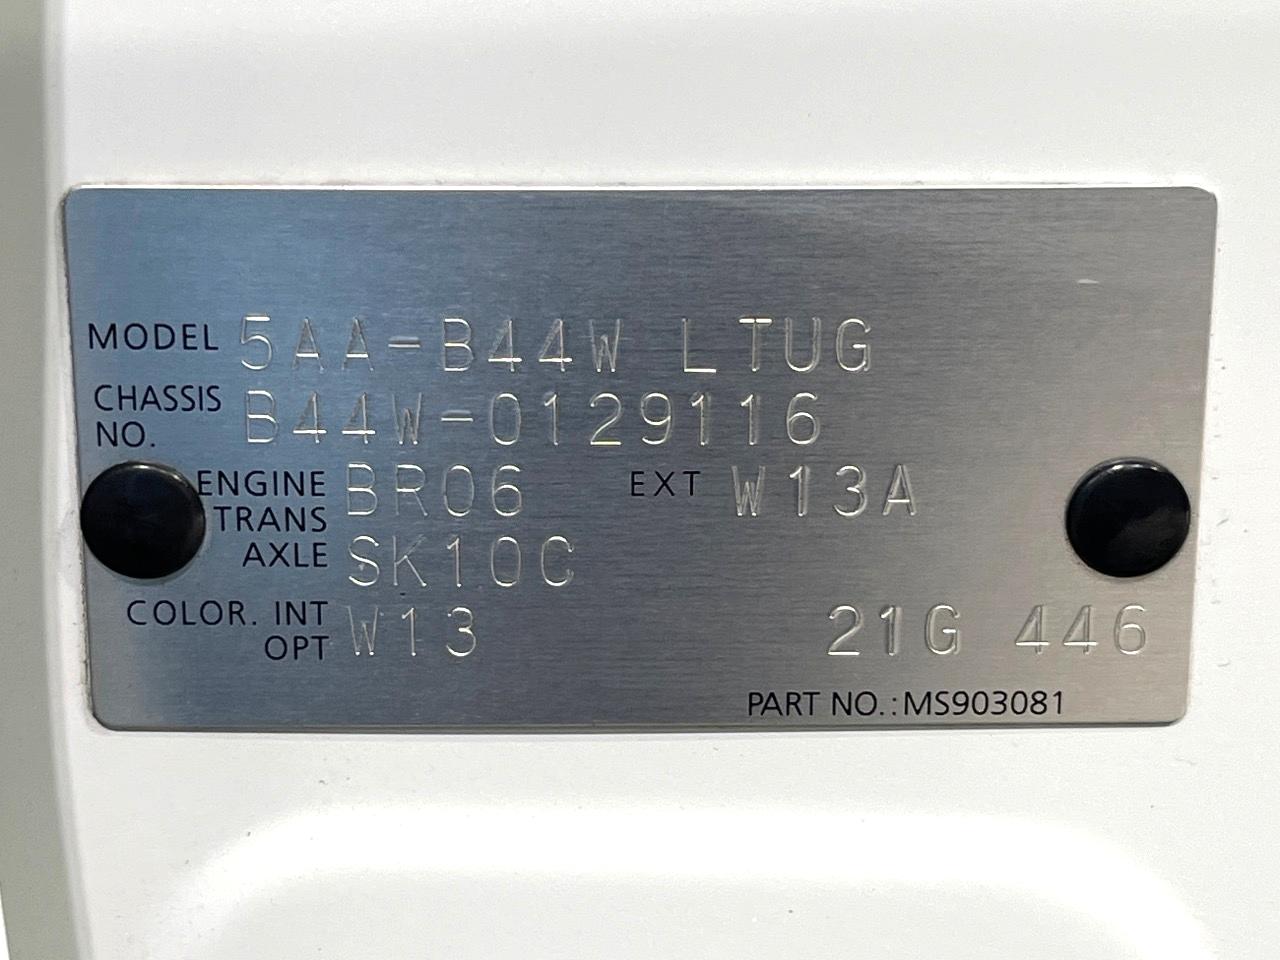 MODEL 5AA-B44W LTUG
CHASSIS NO. B44W-0129116
ENGINE BR06 EXT W13A
TRANS AXLE SK10C
COLOR. INT OPT W13 21G 446
PART NO.:MS903081